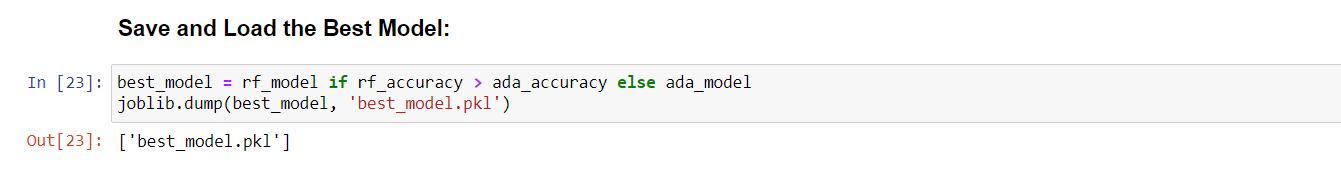 Save and Load the Best Model:
In [23]: best_model = rf_model if rf_accuracy > ada_accuracy else ada_model
joblib.dump(best_model, 'best_model.pkl')
Out[23]: ['best_model.pkl']